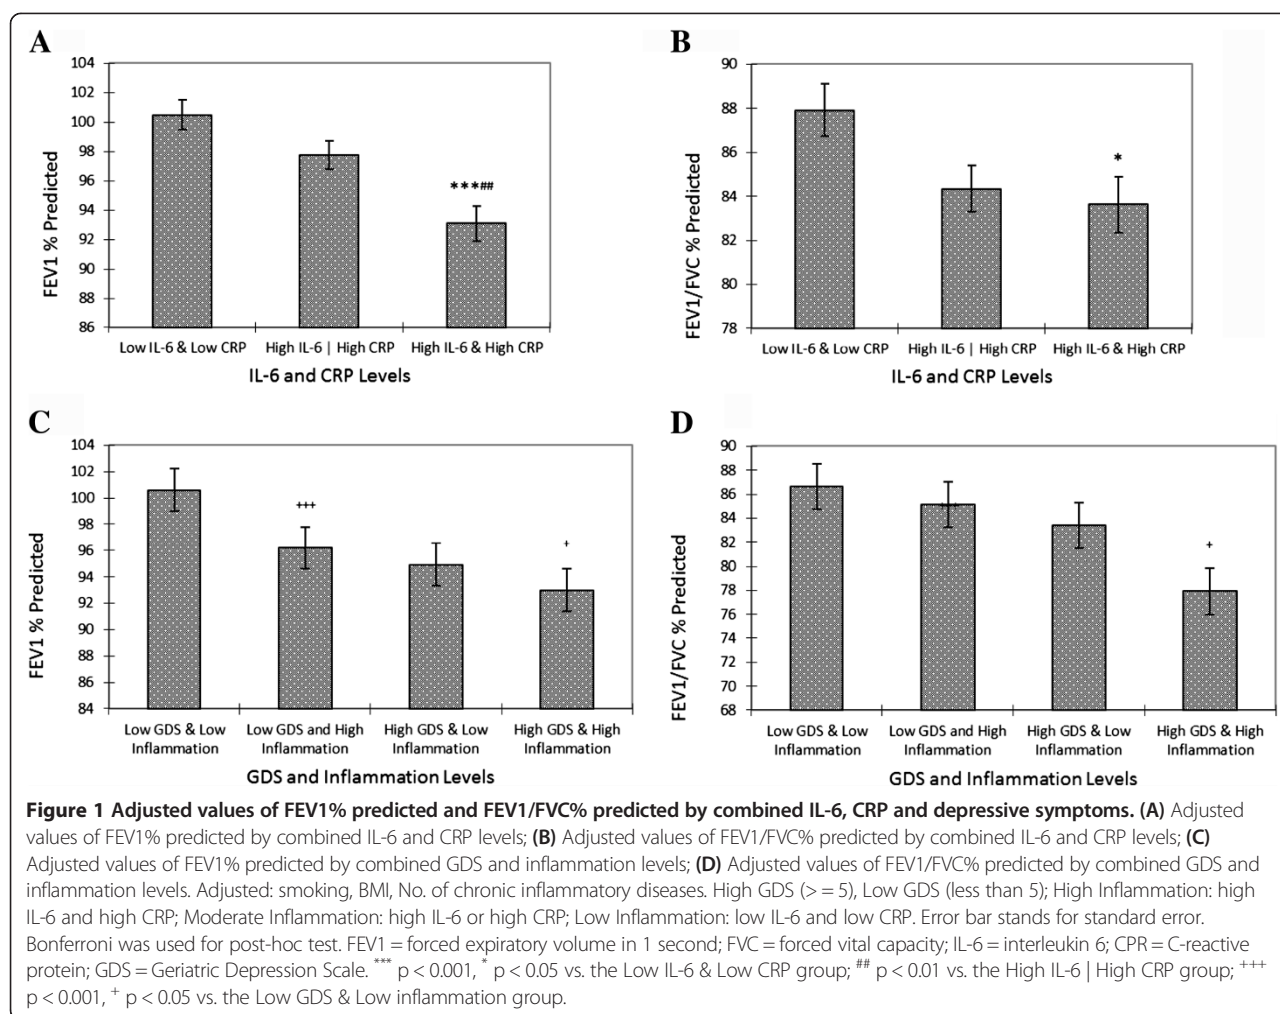 A
104
102
100
98
96
94
92
90
88
86
FEV1 % Predicted
***##
Low IL-6 & Low CRP
High IL-6 | High CRP
High IL-6 & High CRP
IL-6 and CRP Levels
B
90
88
86
84
82
80
78
FEV1/FVC % Predicted
*
Low IL-6 & Low CRP
High IL-6 | High CRP
High IL-6 & High CRP
IL-6 and CRP Levels
C
104
102
100
98
96
94
92
90
88
86
84
FEV1 % Predicted
+++
+
Low GDS & Low
Inflammation
Low GDS and High
Inflammation
High GDS & Low
Inflammation
High GDS & High
Inflammation
GDS and Inflammation Levels
D
90
88
86
84
82
80
78
76
74
72
70
68
FEV1/FVC % Predicted
+++
+
Low GDS & Low
Inflammation
Low GDS and High
Inflammation
High GDS & Low
Inflammation
High GDS & High
Inflammation
GDS and Inflammation Levels
Figure 1 Adjusted values of FEV1% predicted and FEV1/FVC% predicted by combined IL-6, CRP and depressive symptoms. (A) Adjusted
values of FEV1% predicted by combined IL-6 and CRP levels; (B) Adjusted values of FEV1/FVC% predicted by combined IL-6 and CRP levels; (C)
Adjusted values of FEV1% predicted by combined GDS and inflammation levels; (D) Adjusted values of FEV1/FVC% predicted by combined GDS and
inflammation levels. Adjusted: smoking, BMI, No. of chronic inflammatory diseases. High GDS (> = 5), Low GDS (less than 5); High Inflammation: high
IL-6 and high CRP; Moderate Inflammation: high IL-6 or high CRP; Low Inflammation: low IL-6 and low CRP. Error bar stands for standard error.
Bonferroni was used for post-hoc test. FEV1 = forced expiratory volume in 1 second; FVC = forced vital capacity; IL-6 = interleukin 6; CPR = C-reactive
protein; GDS = Geriatric Depression Scale. *** p < 0.001, * p < 0.05 vs. the Low IL-6 & Low CRP group; ## p < 0.01 vs. the High IL-6 | High CRP group; +++
p < 0.001, + p < 0.05 vs. the Low GDS & Low inflammation group.